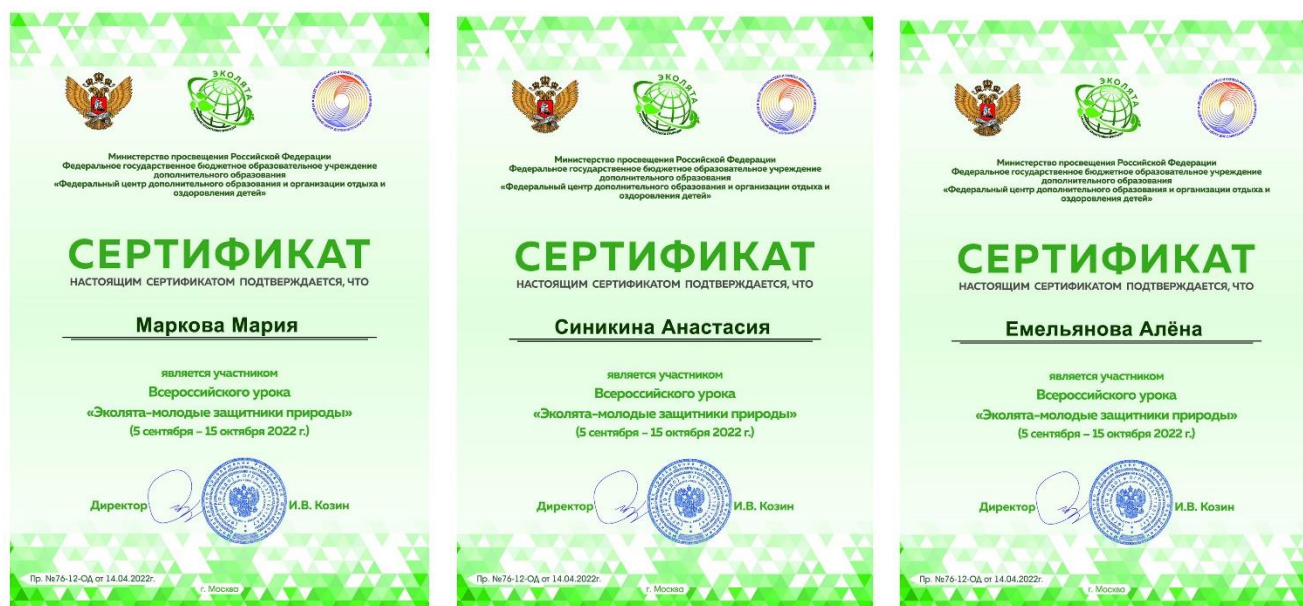 ЭКОЛЯТА
Министерство просвещения Российской Федерации
Федеральное государственное бюджетное образовательное учреждение
дополнительного образования
«Федеральный центр дополнительного образования и организации отдыха и
оздоровления детей»
СЕРТИФИКАТ
НАСТОЯЩИМ СЕРТИФИКАТОМ ПОДТВЕРЖДАЕТСЯ, ЧТО
Маркова Мария
является участником
Всероссийского урока
«Эколята-молодые защитники природы»
(5 сентября – 15 октября 2022 г.)
Директор И.В. Козин
Пр. №76-12-ОД от 14.04.2022г.
г. Москва
ЭКОЛЯТА
Министерство просвещения Российской Федерации
Федеральное государственное бюджетное образовательное учреждение
дополнительного образования
«Федеральный центр дополнительного образования и организации отдыха и
оздоровления детей»
СЕРТИФИКАТ
НАСТОЯЩИМ СЕРТИФИКАТОМ ПОДТВЕРЖДАЕТСЯ, ЧТО
Синикина Анастасия
является участником
Всероссийского урока
«Эколята-молодые защитники природы»
(5 сентября – 15 октября 2022 г.)
Директор И.В. Козин
Пр. №76-12-ОД от 14.04.2022г.
г. Москва
ЭКОЛЯТА
Министерство просвещения Российской Федерации
Федеральное государственное бюджетное образовательное учреждение
дополнительного образования
«Федеральный центр дополнительного образования и организации отдыха и
оздоровления детей»
СЕРТИФИКАТ
НАСТОЯЩИМ СЕРТИФИКАТОМ ПОДТВЕРЖДАЕТСЯ, ЧТО
Емельянова Алёна
является участником
Всероссийского урока
«Эколята-молодые защитники природы»
(5 сентября – 15 октября 2022 г.)
Директор И.В. Козин
Пр. №76-12-ОД от 14.04.2022г.
г. Москва